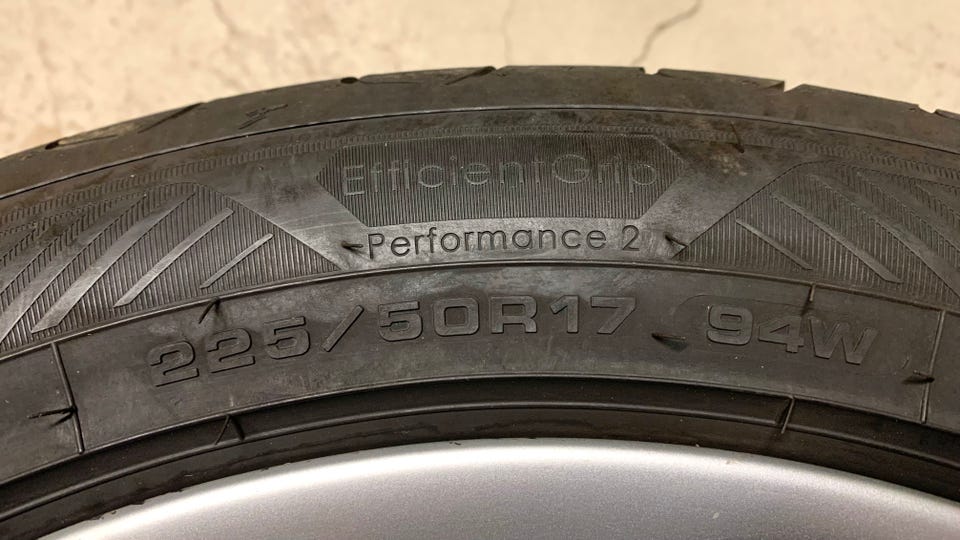 EfficientGrip
Performance 2
225/50R17 94W